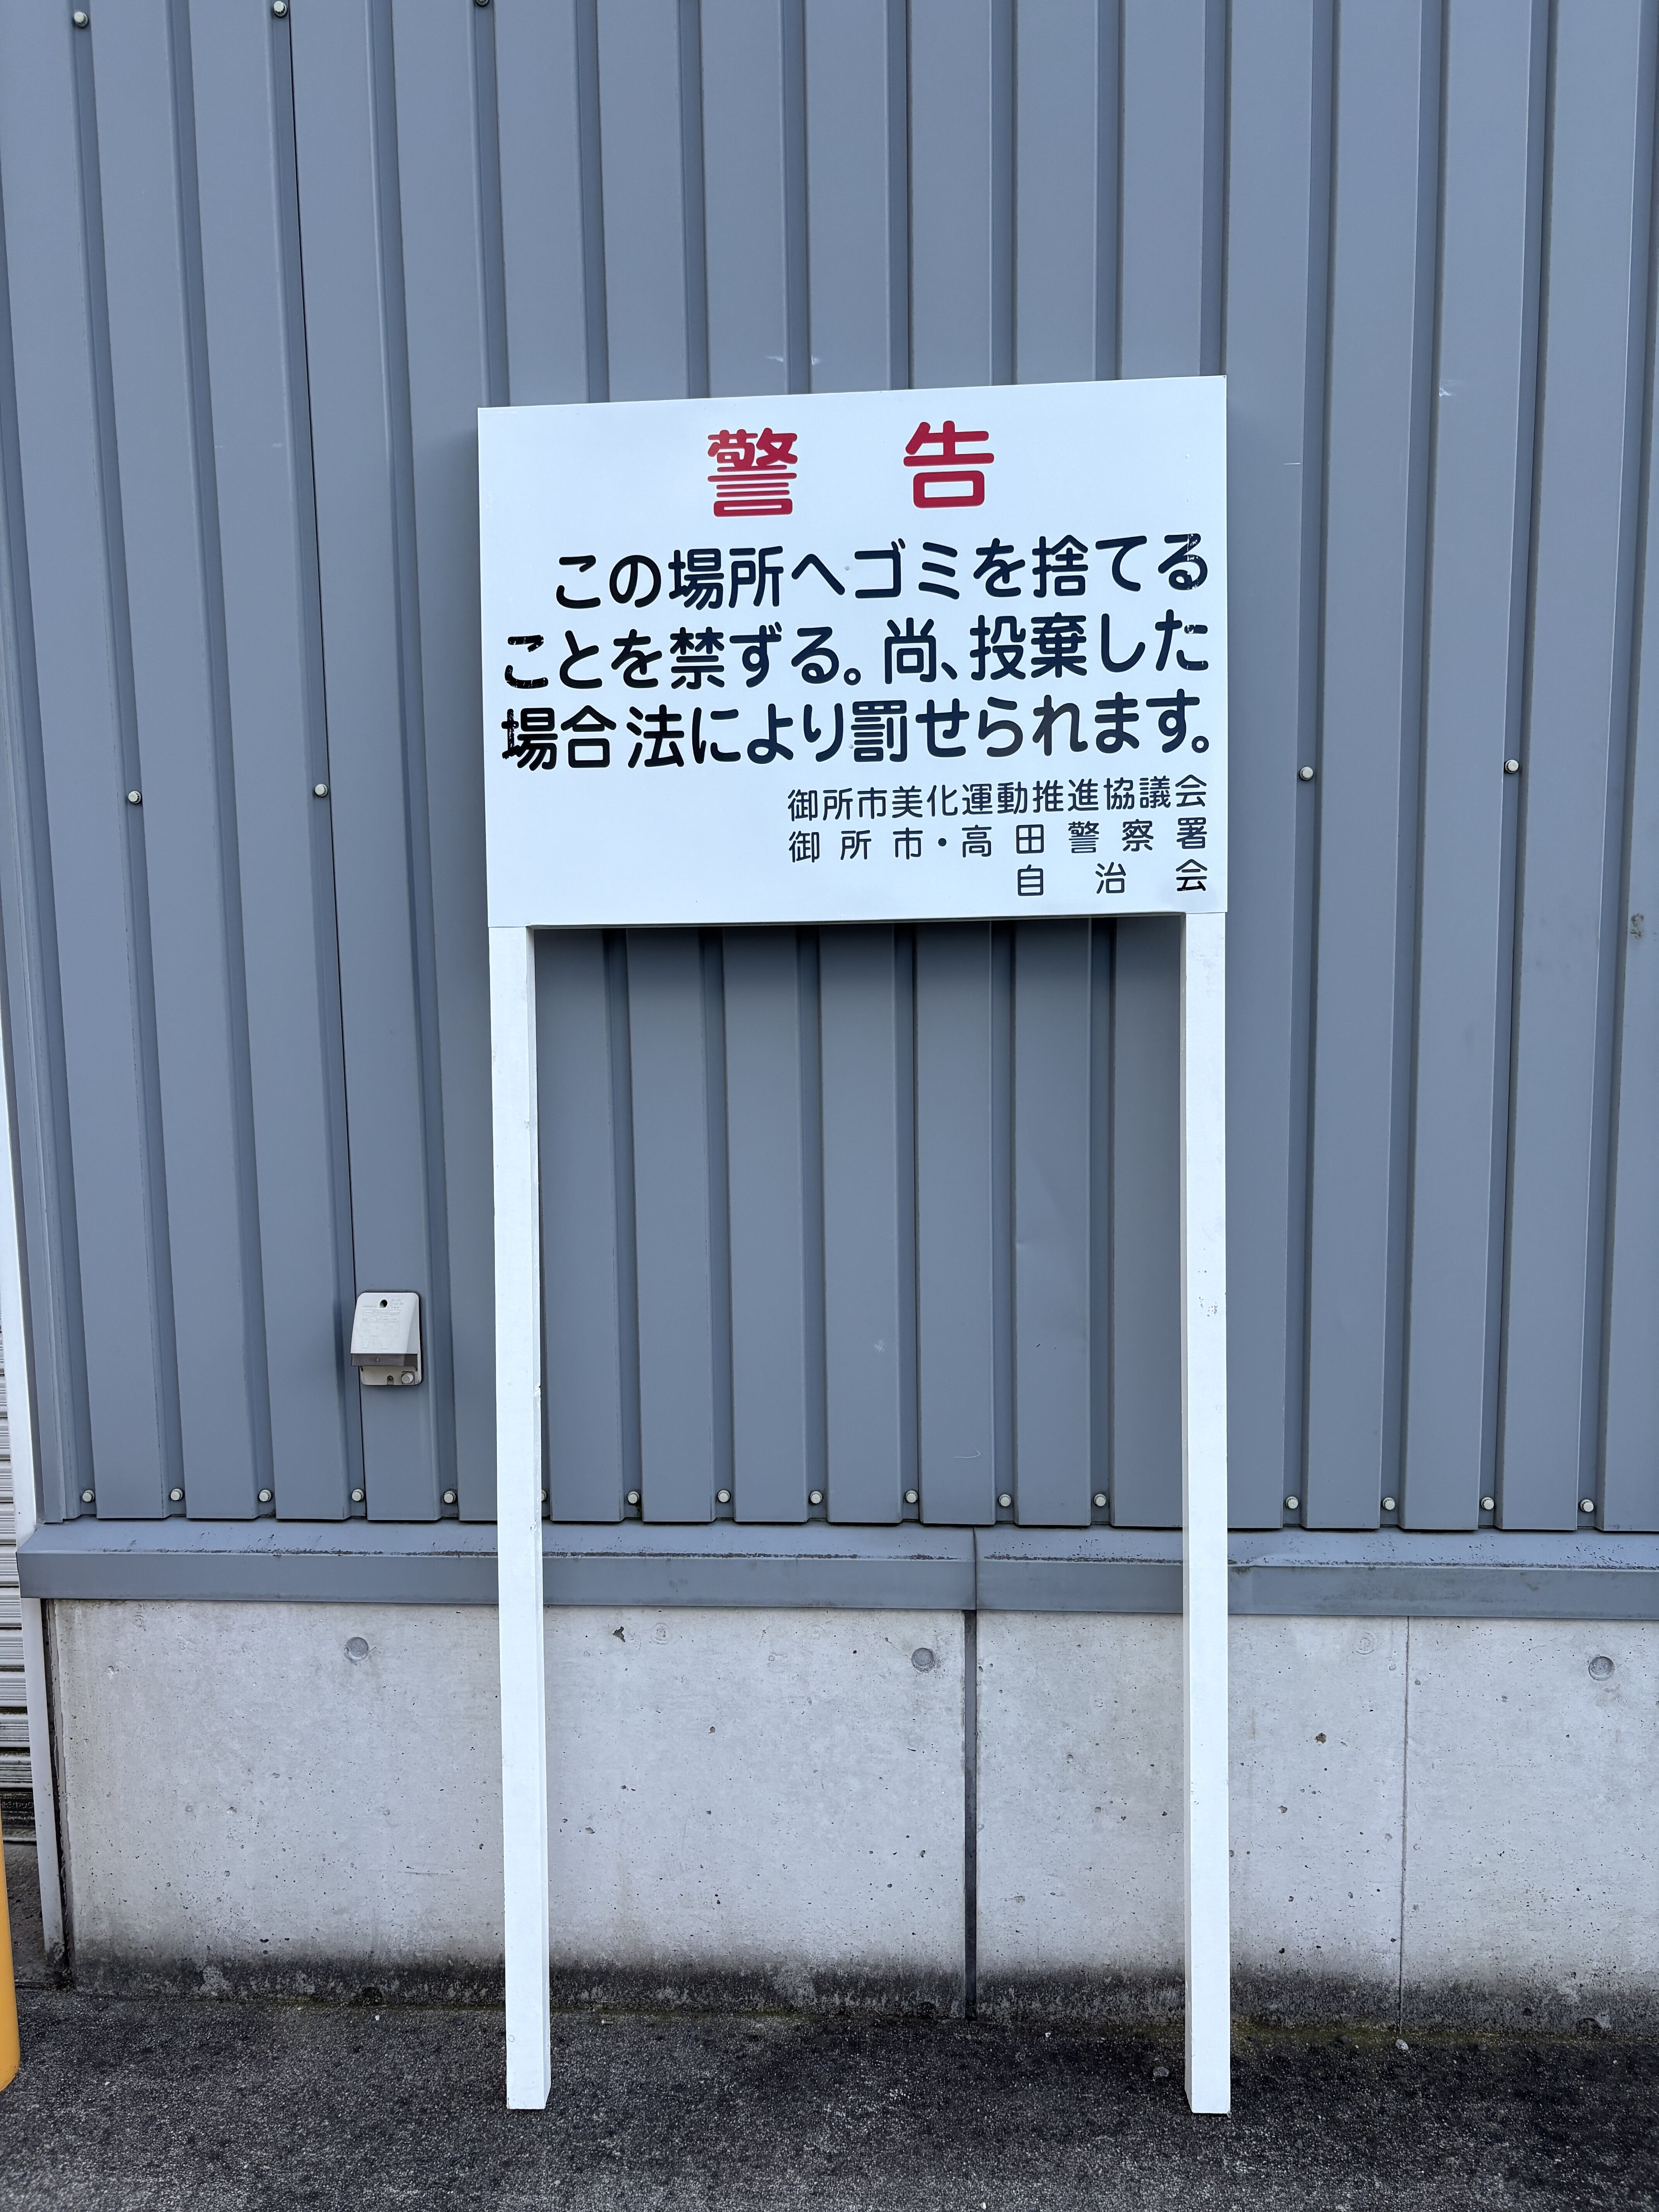 警告
この場所へゴミを捨てる
ことを禁ずる。尚、投棄した
場合法により罰せられます。
御所市美化運動推進協議会
御所市・高田警察署
自治会